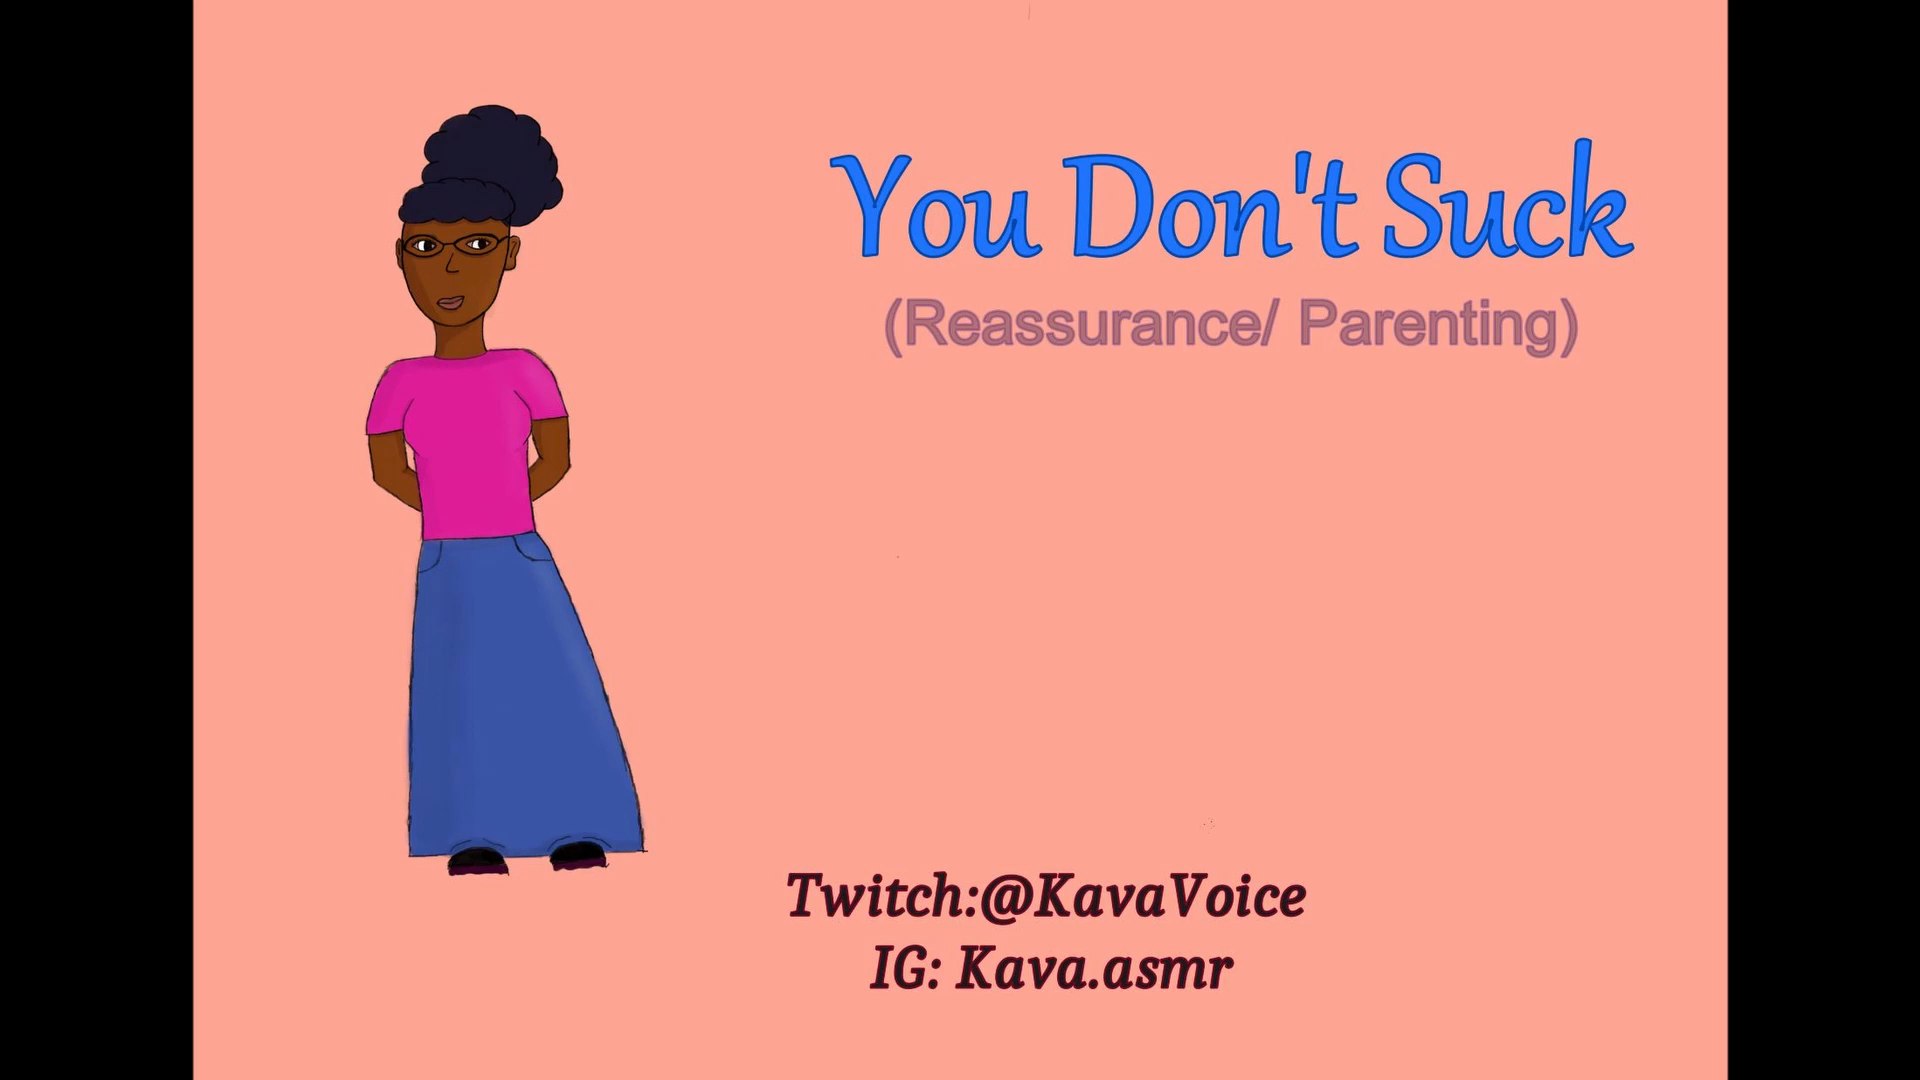 You Don't Suck
(Reassurance/ Parenting)
Twitch:@KavaVoice
IG: Kava.asmr